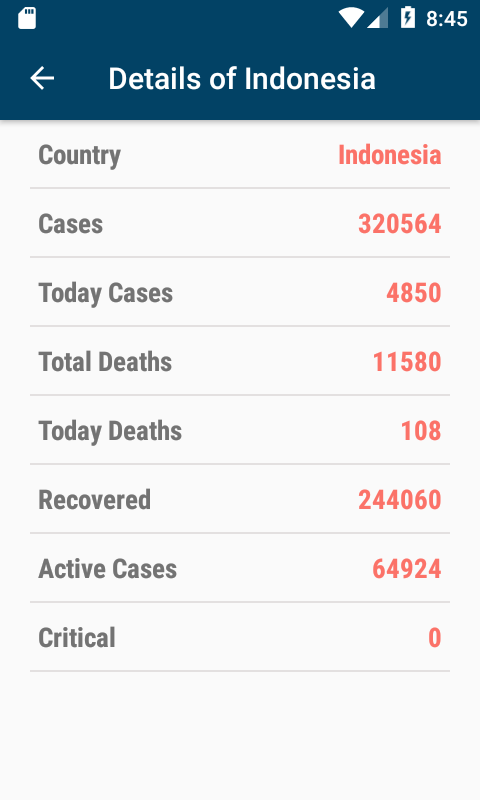 8:45
Details of Indonesia
Country Indonesia
Cases 320564
Today Cases 4850
Total Deaths 11580
Today Deaths 108
Recovered 244060
Active Cases 64924
Critical 0